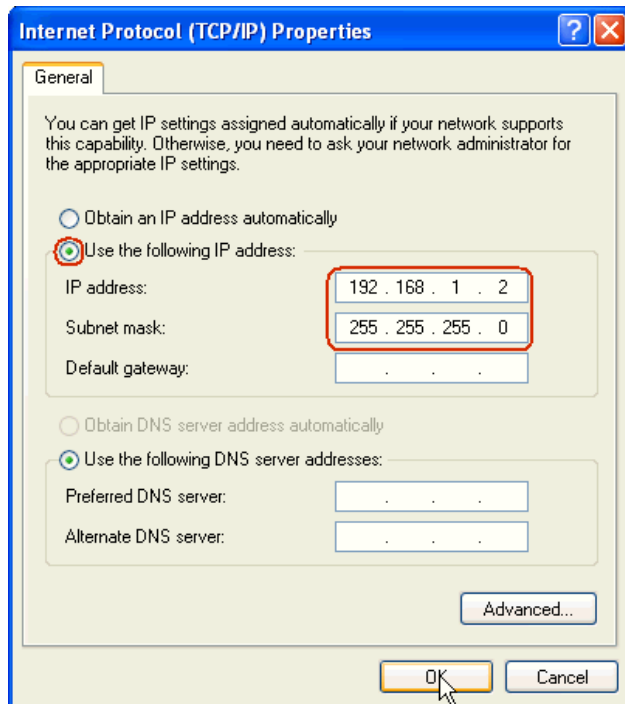 Internet Protocol (TCP/IP) Properties
General
You can get IP settings assigned automatically if your network supports
this capability. Otherwise, you need to ask your network administrator for
the appropriate IP settings.
Obtain an IP address automatically
Use the following IP address:
IP address: 192 . 168 . 1 . 2
Subnet mask: 255 . 255 . 255 . 0
Default gateway: . . .
Obtain DNS server address automatically
Use the following DNS server addresses:
Preferred DNS server: . . .
Alternate DNS server: . . .
Advanced...
OK Cancel